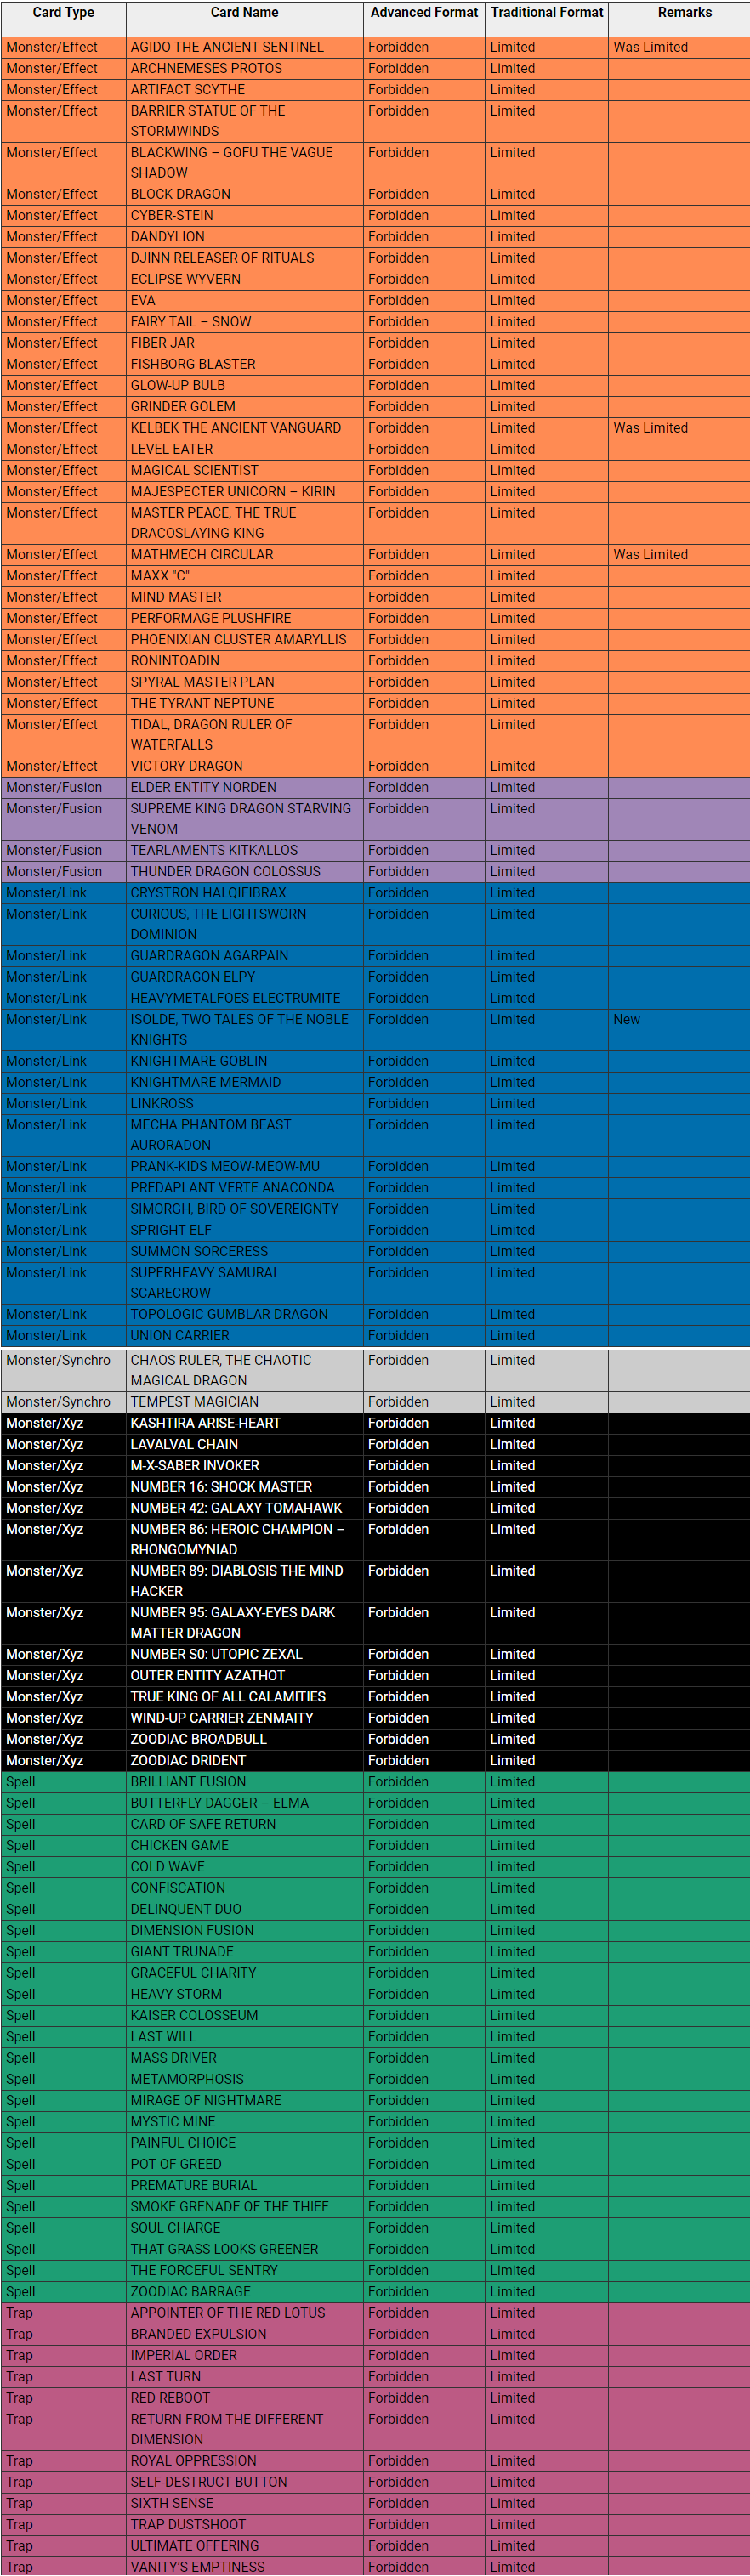 Card Type Card Name Advanced Format Traditional Format Remarks
Monster/Effect AGIDO THE ANCIENT SENTINEL Forbidden Limited Was Limited
Monster/Effect ARCHNEMESES PROTOS Forbidden Limited
Monster/Effect ARTIFACT SCYTHE Forbidden Limited
Monster/Effect BARRIER STATUE OF THE Forbidden Limited
STORMWINDS
Monster/Effect BLACKWING – GOFU THE VAGUE Forbidden Limited
SHADOW
Monster/Effect BLOCK DRAGON Forbidden Limited
Monster/Effect CYBER-STEIN Forbidden Limited
Monster/Effect DANDYLION Forbidden Limited
Monster/Effect DJINN RELEASER OF RITUALS Forbidden Limited
Monster/Effect ECLIPSE WYVERN Forbidden Limited
Monster/Effect EVA Forbidden Limited
Monster/Effect FAIRY TAIL – SNOW Forbidden Limited
Monster/Effect FIBER JAR Forbidden Limited
Monster/Effect FISHBORG BLASTER Forbidden Limited
Monster/Effect GLOW-UP BULB Forbidden Limited
Monster/Effect GRINDER GOLEM Forbidden Limited
Monster/Effect KELBEK THE ANCIENT VANGUARD Forbidden Limited Was Limited
Monster/Effect LEVEL EATER Forbidden Limited
Monster/Effect MAGICAL SCIENTIST Forbidden Limited
Monster/Effect MAJESPECTER UNICORN – KIRIN Forbidden Limited
Monster/Effect MASTER PEACE, THE TRUE Forbidden Limited
DRACOSLAYING KING
Monster/Effect MATHMECH CIRCULAR Forbidden Limited Was Limited
Monster/Effect MAXX "C" Forbidden Limited
Monster/Effect MIND MASTER Forbidden Limited
Monster/Effect PERFORMAGE PLUSHFIRE Forbidden Limited
Monster/Effect PHOENIXIAN CLUSTER AMARYLLIS Forbidden Limited
Monster/Effect RONINTOADIN Forbidden Limited
Monster/Effect SPYRAL MASTER PLAN Forbidden Limited
Monster/Effect THE TYRANT NEPTUNE Forbidden Limited
Monster/Effect TIDAL, DRAGON RULER OF Forbidden Limited
WATERFALLS
Monster/Effect VICTORY DRAGON Forbidden Limited
Monster/Fusion ELDER ENTITY NORDEN Forbidden Limited
Monster/Fusion SUPREME KING DRAGON STARVING Forbidden Limited
VENOM
Monster/Fusion TEARLAMENTS KITKALLOS Forbidden Limited
Monster/Fusion THUNDER DRAGON COLOSSUS Forbidden Limited
Monster/Link CRYSTRON HALQIFIBRAX Forbidden Limited
Monster/Link CURIOUS, THE LIGHTSWORN Forbidden Limited
DOMINION
Monster/Link GUARDRAGON AGARPAIN Forbidden Limited
Monster/Link GUARDRAGON ELPY Forbidden Limited
Monster/Link HEAVYMETALFOES ELECTRUMITE Forbidden Limited
Monster/Link ISOLDE, TWO TALES OF THE NOBLE Forbidden Limited New
KNIGHTS
Monster/Link KNIGHTMARE GOBLIN Forbidden Limited
Monster/Link KNIGHTMARE MERMAID Forbidden Limited
Monster/Link LINKROSS Forbidden Limited
Monster/Link MECHA PHANTOM BEAST Forbidden Limited
AURORADON
Monster/Link PRANK-KIDS MEOW-MEOW-MU Forbidden Limited
Monster/Link PREDAPLANT VERTE ANACONDA Forbidden Limited
Monster/Link SIMORGH, BIRD OF SOVEREIGNTY Forbidden Limited
Monster/Link SPRIGHT ELF Forbidden Limited
Monster/Link SUMMON SORCERESS Forbidden Limited
Monster/Link SUPERHEAVY SAMURAI Forbidden Limited
SCARECROW
Monster/Link TOPOLOGIC GUMBLAR DRAGON Forbidden Limited
Monster/Link UNION CARRIER Forbidden Limited
Monster/Synchro CHAOS RULER, THE CHAOTIC Forbidden Limited
MAGICAL DRAGON
Monster/Synchro TEMPEST MAGICIAN Forbidden Limited
Monster/Xyz KASHTIRA ARISE-HEART Forbidden Limited
Monster/Xyz LAVALVAL CHAIN Forbidden Limited
Monster/Xyz M-X-SABER INVOKER Forbidden Limited
Monster/Xyz NUMBER 16: SHOCK MASTER Forbidden Limited
Monster/Xyz NUMBER 42: GALAXY TOMAHAWK Forbidden Limited
Monster/Xyz NUMBER 86: HEROIC CHAMPION – Forbidden Limited
RHONGOMYNIAD
Monster/Xyz NUMBER 89: DIABLOSIS THE MIND Forbidden Limited
HACKER
Monster/Xyz NUMBER 95: GALAXY-EYES DARK Forbidden Limited
MATTER DRAGON
Monster/Xyz NUMBER S0: UTOPIC ZEXAL Forbidden Limited
Monster/Xyz OUTER ENTITY AZATHOT Forbidden Limited
Monster/Xyz TRUE KING OF ALL CALAMITIES Forbidden Limited
Monster/Xyz WIND-UP CARRIER ZENMAITY Forbidden Limited
Monster/Xyz ZOODIAC BROADBULL Forbidden Limited
Monster/Xyz ZOODIAC DRIDENT Forbidden Limited
Spell BRILLIANT FUSION Forbidden Limited
Spell BUTTERFLY DAGGER – ELMA Forbidden Limited
Spell CARD OF SAFE RETURN Forbidden Limited
Spell CHICKEN GAME Forbidden Limited
Spell COLD WAVE Forbidden Limited
Spell CONFISCATION Forbidden Limited
Spell DELINQUENT DUO Forbidden Limited
Spell DIMENSION FUSION Forbidden Limited
Spell GIANT TRUNADE Forbidden Limited
Spell GRACEFUL CHARITY Forbidden Limited
Spell HEAVY STORM Forbidden Limited
Spell KAISER COLOSSEUM Forbidden Limited
Spell LAST WILL Forbidden Limited
Spell MASS DRIVER Forbidden Limited
Spell METAMORPHOSIS Forbidden Limited
Spell MIRAGE OF NIGHTMARE Forbidden Limited
Spell MYSTIC MINE Forbidden Limited
Spell PAINFUL CHOICE Forbidden Limited
Spell POT OF GREED Forbidden Limited
Spell PREMATURE BURIAL Forbidden Limited
Spell SMOKE GRENADE OF THE THIEF Forbidden Limited
Spell SOUL CHARGE Forbidden Limited
Spell THAT GRASS LOOKS GREENER Forbidden Limited
Spell THE FORCEFUL SENTRY Forbidden Limited
Spell ZOODIAC BARRAGE Forbidden Limited
Trap APPOINTER OF THE RED LOTUS Forbidden Limited
Trap BRANDED EXPULSION Forbidden Limited
Trap IMPERIAL ORDER Forbidden Limited
Trap LAST TURN Forbidden Limited
Trap RED REBOOT Forbidden Limited
Trap RETURN FROM THE DIFFERENT Forbidden Limited
DIMENSION
Trap ROYAL OPPRESSION Forbidden Limited
Trap SELF-DESTRUCT BUTTON Forbidden Limited
Trap SIXTH SENSE Forbidden Limited
Trap TRAP DUSTSHOOT Forbidden Limited
Trap ULTIMATE OFFERING Forbidden Limited
Trap VANITY'S EMPTINESS Forbidden Limited